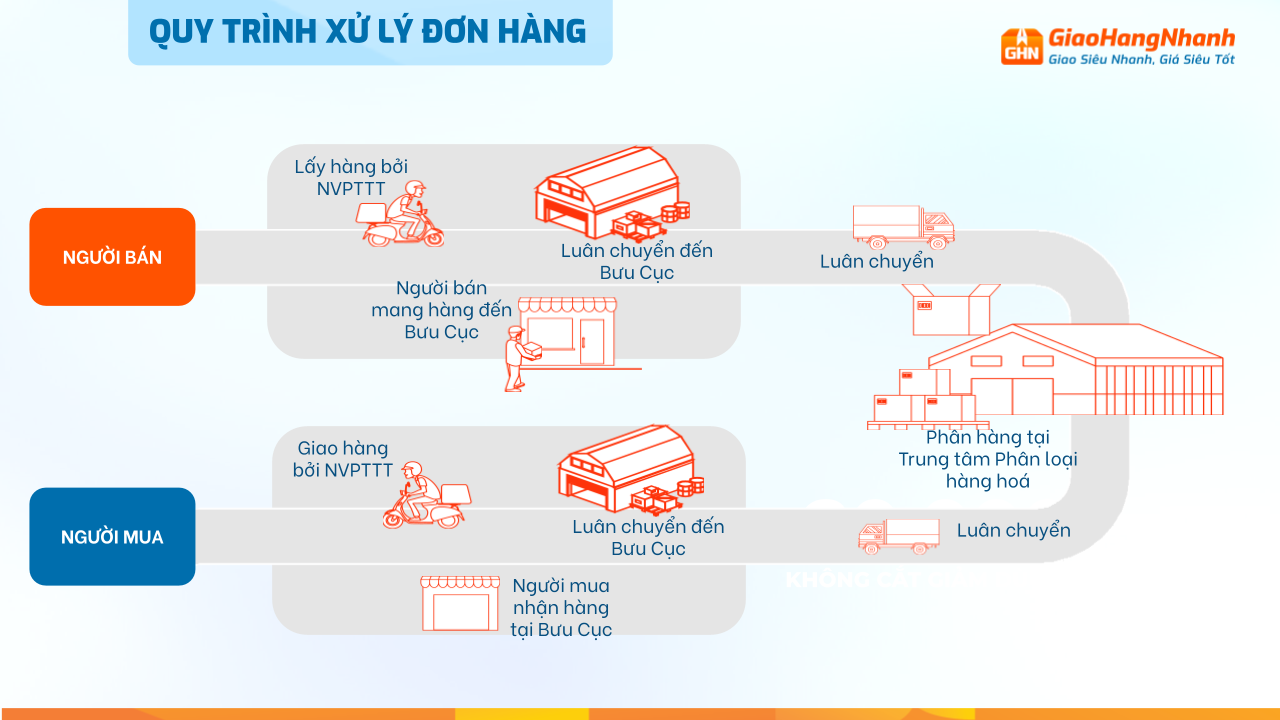 QUY TRÌNH XỬ LÝ ĐƠN HÀNG
GHN
GiaoHangNhanh
Giao Siêu Nhanh, Giá Siêu Tốt
Lấy hàng bởi
NVPTTT
NGƯỜI BÁN
Luân chuyển đến
Bưu Cục
Luân chuyển
Người bán
mang hàng đến
Bưu Cục
Phân hàng tại
Trung tâm Phân loại
hàng hoá
Giao hàng
bởi NVPTTT
NGƯỜI MUA
Luân chuyển đến
Bưu Cục
Luân chuyển
Người mua
nhận hàng
tại Bưu Cục
KHÔNG